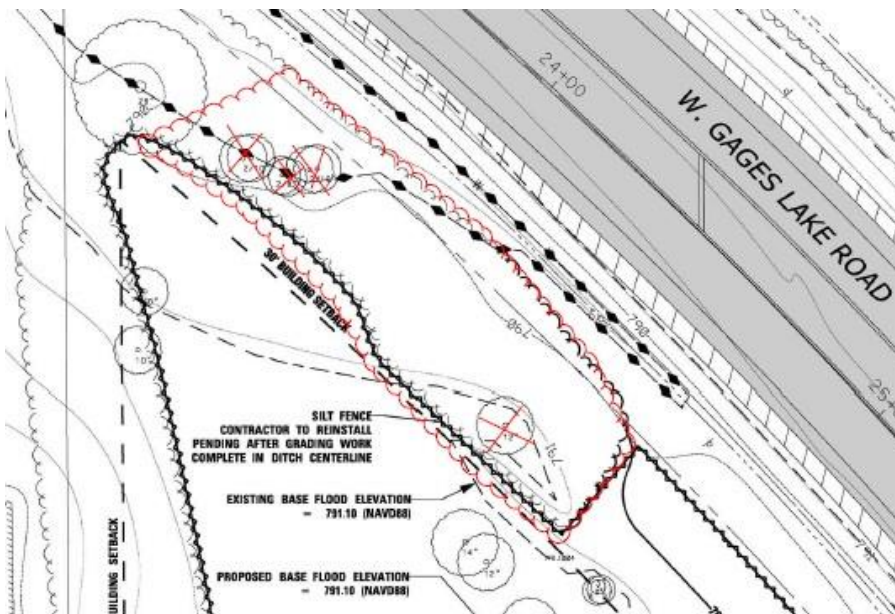 24+00
W. GAGES LAKE ROAD
25+
790
30' BUILDING SETBACK
790
791
10"
SILT FENCE
CONTRACTOR TO REINSTALL
PENDING AFTER GRADING WORK
COMPLETE IN DITCH CENTERLINE
EXISTING BASE FLOOD ELEVATION
= 791.10 (NAVD88)
PROPOSED BASE FLOOD ELEVATION
= 791.10 (NAVD88)
BUILDING SETBACK
12"